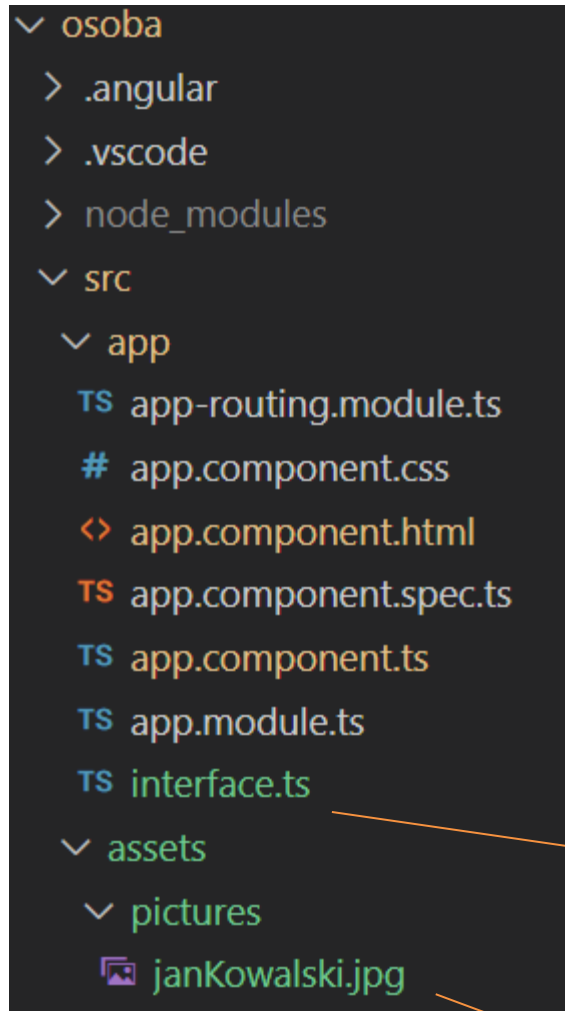 osoba
.angular
.vscode
node_modules
src
app
TS app-routing.module.ts
# app.component.css
<> app.component.html
TS app.component.spec.ts
TS app.component.ts
TS app.module.ts
TS interface.ts
assets
pictures
janKowalski.jpg